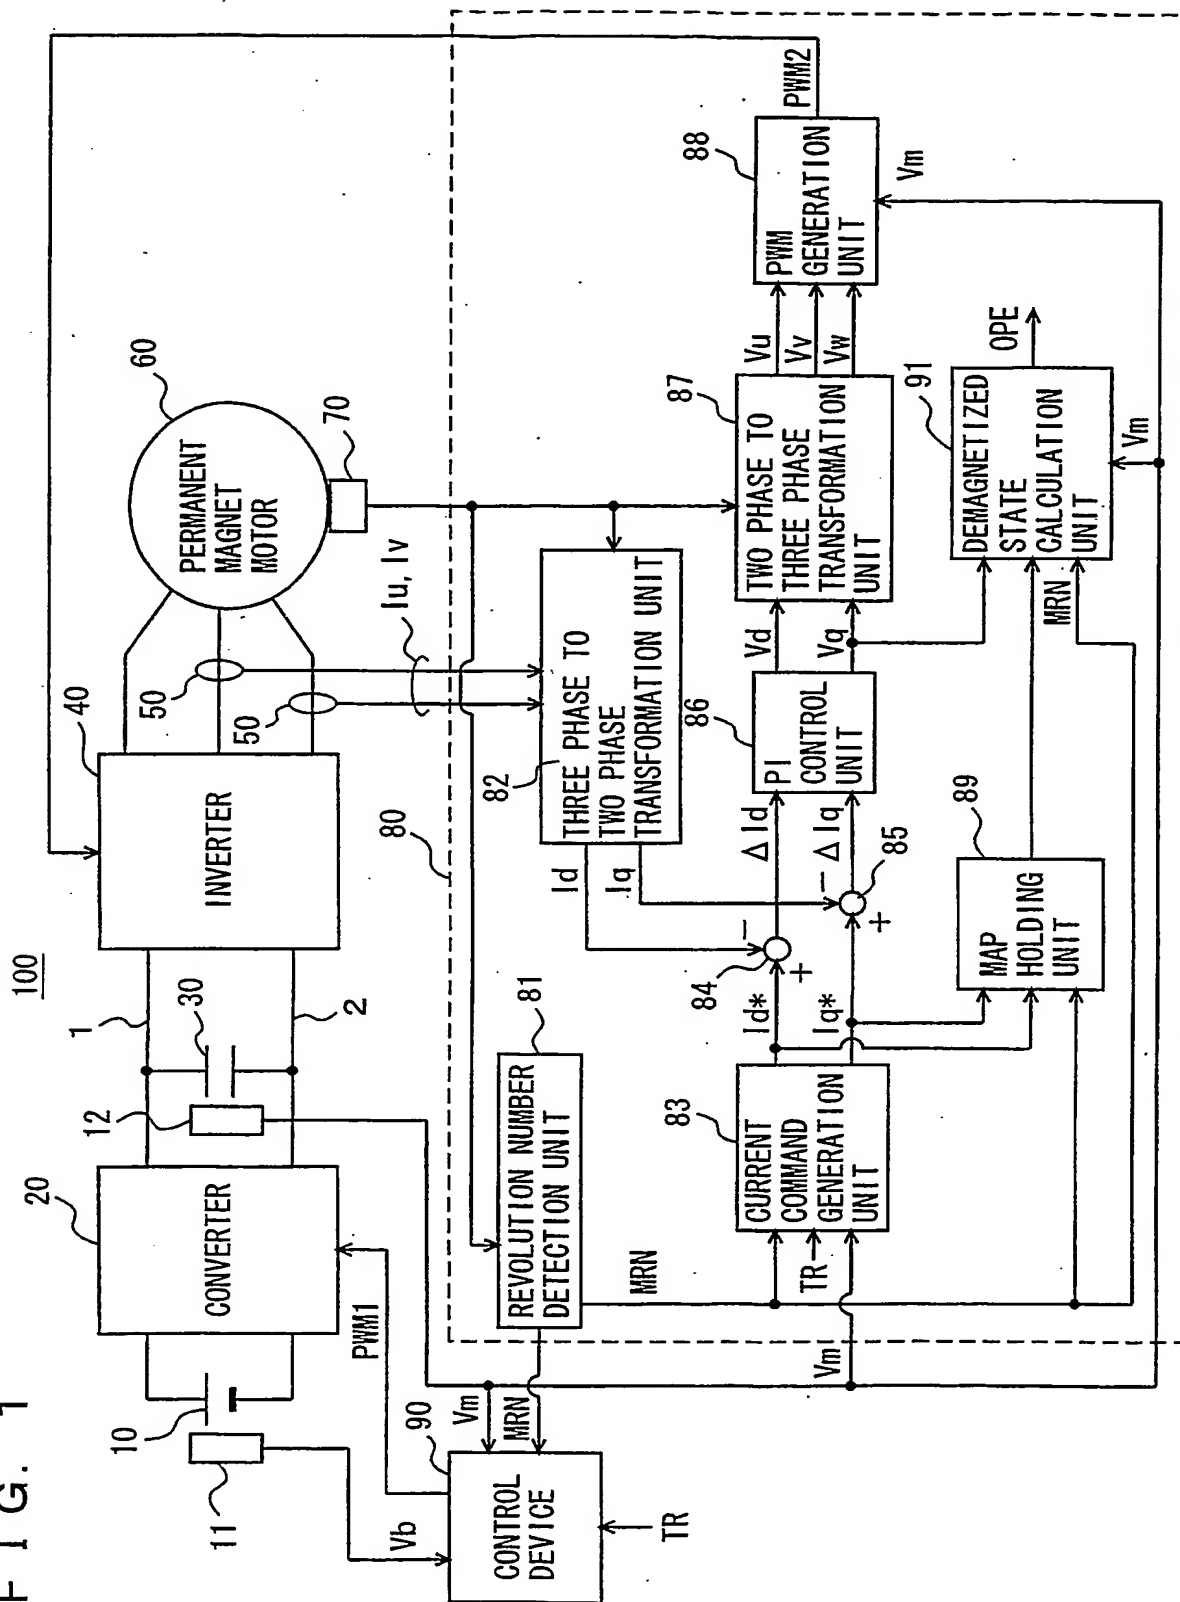 FIG. 1
100
10
11
Vb
20
CONVERTER
PWM1
12
1
30
2
40
INVERTER
50
50
60
PERMANENT
MAGNET
MOTOR
70
Iu, Iv
80
90
CONTROL
DEVICE
Vm
MRN
TR
81
REVOLUTION NUMBER
DETECTION UNIT
MRN
82
THREE PHASE TO
TWO PHASE
TRANSFORMATION UNIT
Id
Iq
83
CURRENT
COMMAND
GENERATION
UNIT
TR
Vm
Id*
Iq*
84
+
−
85
+
−
ΔId
ΔIq
86
PI
CONTROL
UNIT
Vd
Vq
87
TWO PHASE TO
THREE PHASE
TRANSFORMATION
UNIT
Vu
Vv
Vw
88
PWM
GENERATION
UNIT
PWM2
Vm
89
MAP
HOLDING
UNIT
MRN
91
DEMAGNETIZED
STATE
CALCULATION
UNIT
Vm
OPE